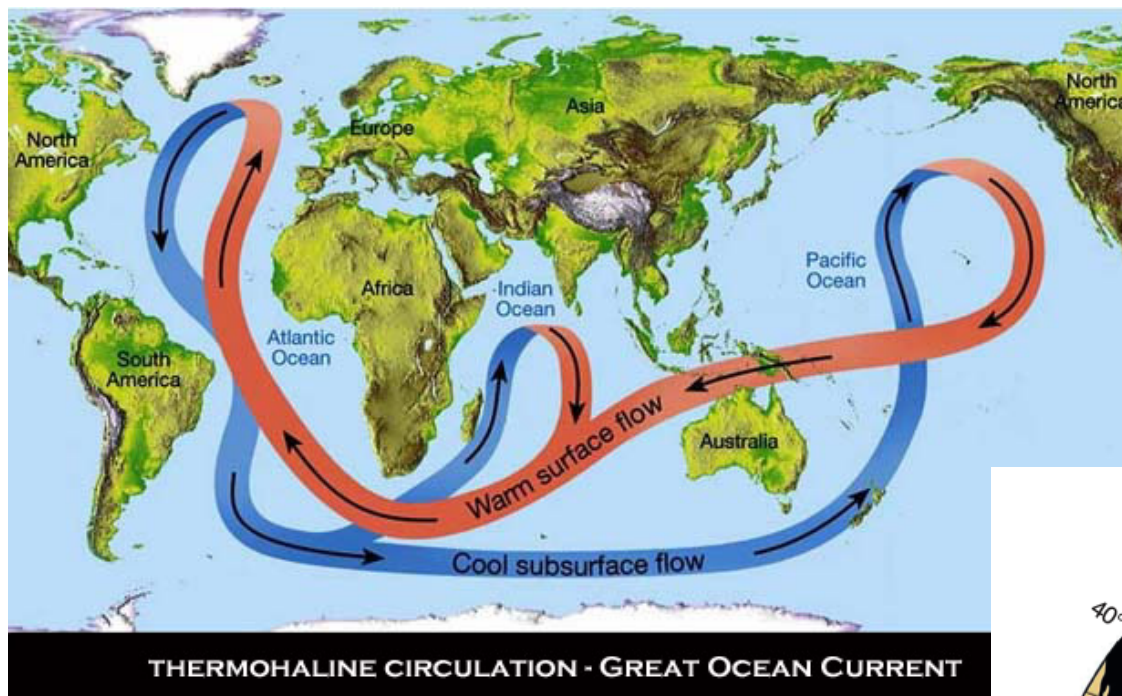 North
America
Europe
Asia
North
America
Pacific
Ocean
Africa
Indian
Ocean
Atlantic
Ocean
South
America
Australia
Warm surface flow
Cool subsurface flow
THERMOHALINE CIRCULATION - GREAT OCEAN CURRENT
40°